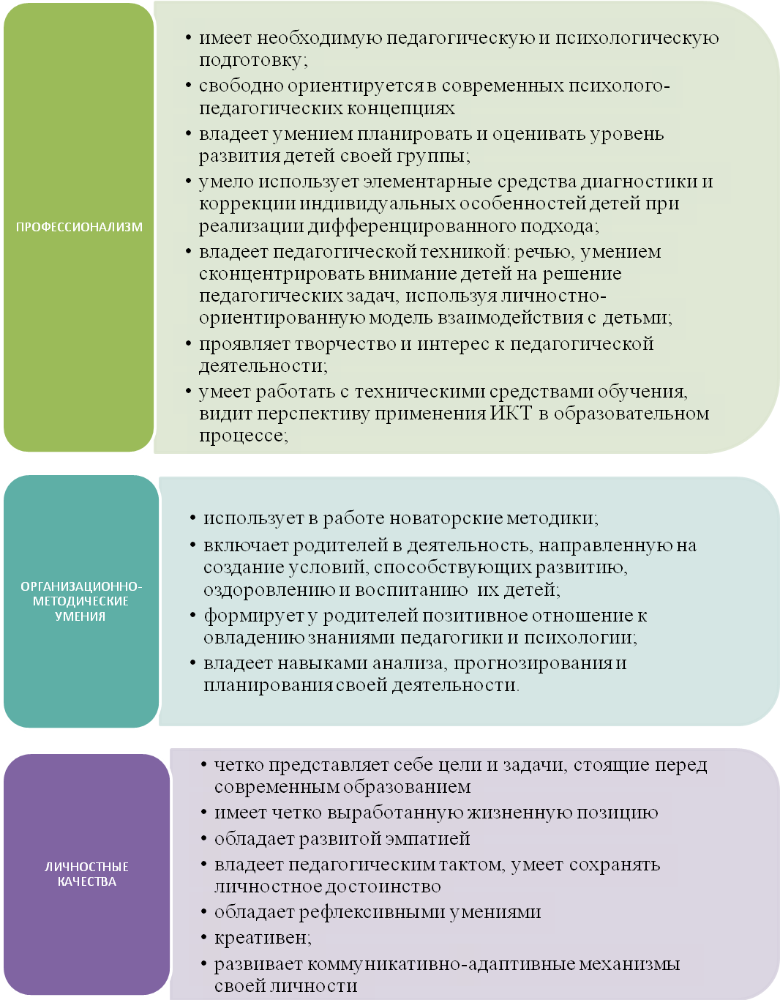 ПРОФЕССИОНАЛИЗМ
• имеет необходимую педагогическую и психологическую
подготовку;
• свободно ориентируется в современных психолого-
педагогических концепциях
• владеет умением планировать и оценивать уровень
развития детей своей группы;
• умело использует элементарные средства диагностики и
коррекции индивидуальных особенностей детей при
реализации дифференцированного подхода;
• владеет педагогической техникой: речью, умением
сконцентрировать внимание детей на решение
педагогических задач, используя личностно-
ориентированную модель взаимодействия с детьми;
• проявляет творчество и интерес к педагогической
деятельности;
• умеет работать с техническими средствами обучения,
видит перспективу применения ИКТ в образовательном
процессе;
ОРГАНИЗАЦИОННО-
МЕТОДИЧЕСКИЕ
УМЕНИЯ
• использует в работе новаторские методики;
• включает родителей в деятельность, направленную на
создание условий, способствующих развитию,
оздоровлению и воспитанию их детей;
• формирует у родителей позитивное отношение к
овладению знаниями педагогики и психологии;
• владеет навыками анализа, прогнозирования и
планирования своей деятельности.
ЛИЧНОСТНЫЕ
КАЧЕСТВА
• четко представляет себе цели и задачи, стоящие перед
современным образованием
• имеет четко выработанную жизненную позицию
• обладает развитой эмпатией
• владеет педагогическим тактом, умеет сохранять
личностное достоинство
• обладает рефлексивными умениями
• креативен;
• развивает коммуникативно-адаптивные механизмы
своей личности